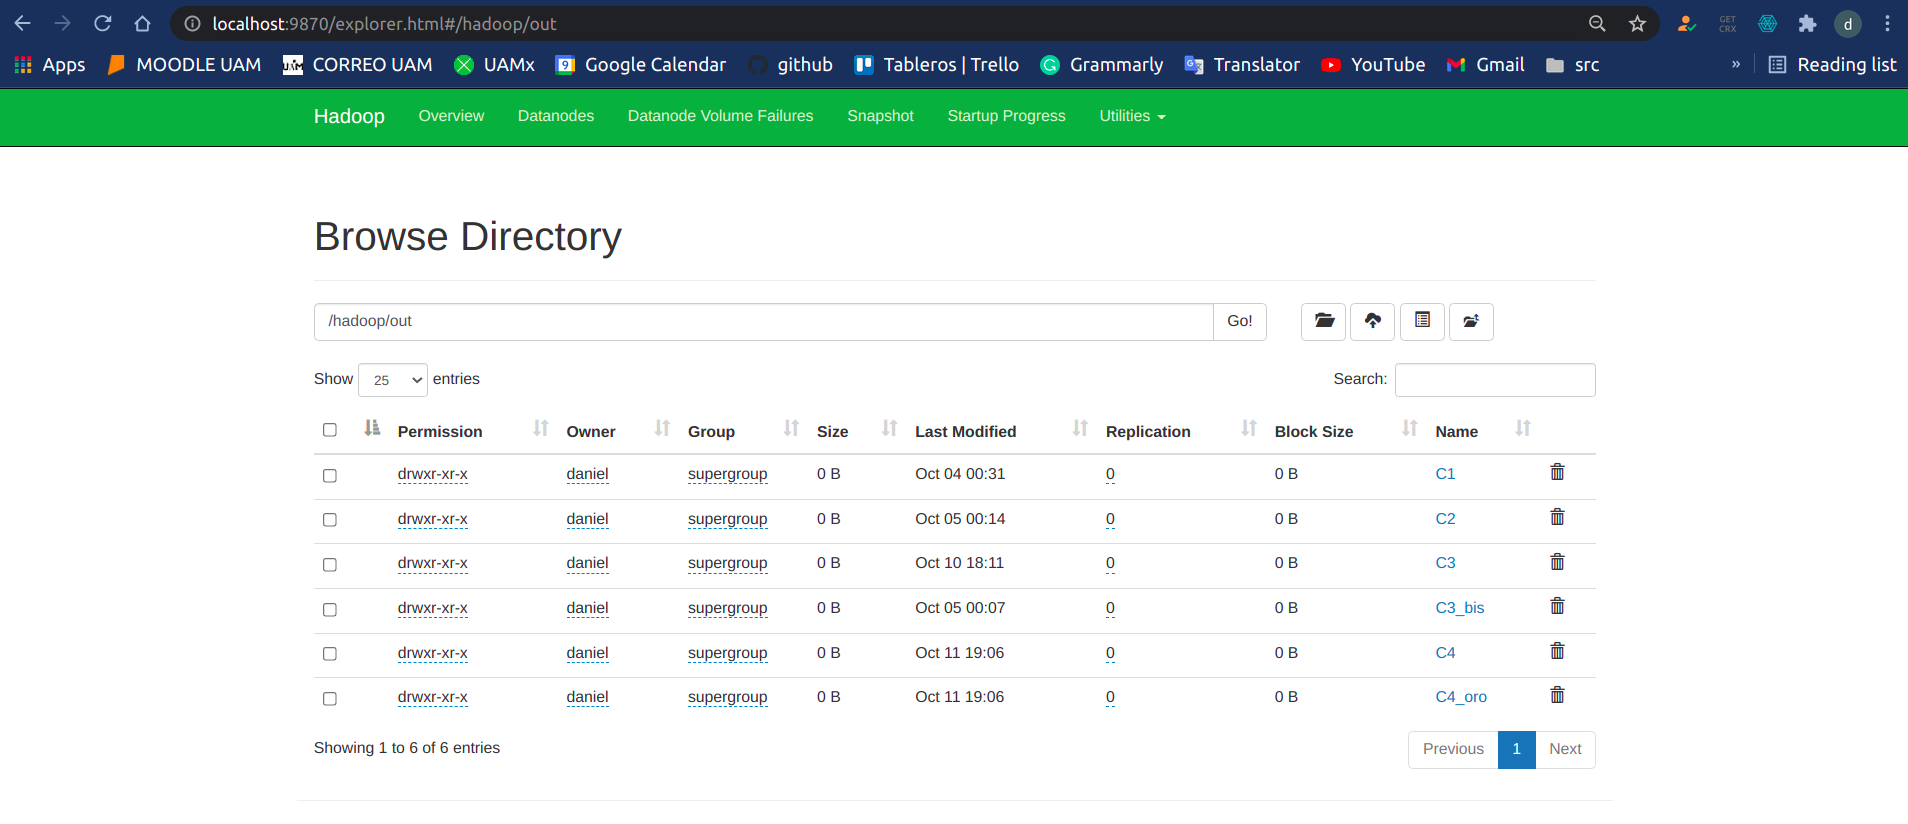 localhost:9870/explorer.html#/hadoop/out
GET CRX
d
Apps MOODLE UAM UAM CORREO UAM UAMx 9 Google Calendar github Tableros | Trello Grammarly Translator YouTube Gmail src » Reading list
Hadoop Overview Datanodes Datanode Volume Failures Snapshot Startup Progress Utilities
Browse Directory
/hadoop/out Go!
Show 25 entries Search:
Permission Owner Group Size Last Modified Replication Block Size Name
drwxr-xr-x daniel supergroup 0 B Oct 04 00:31 0 0 B C1
drwxr-xr-x daniel supergroup 0 B Oct 05 00:14 0 0 B C2
drwxr-xr-x daniel supergroup 0 B Oct 10 18:11 0 0 B C3
drwxr-xr-x daniel supergroup 0 B Oct 05 00:07 0 0 B C3_bis
drwxr-xr-x daniel supergroup 0 B Oct 11 19:06 0 0 B C4
drwxr-xr-x daniel supergroup 0 B Oct 11 19:06 0 0 B C4_oro
Showing 1 to 6 of 6 entries Previous 1 Next